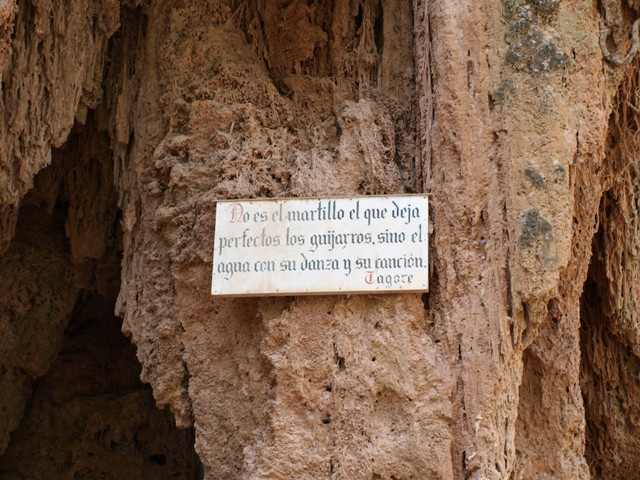 No es el martillo el que deja
perfectos los guijarros, sino el
agua con su danza y su canción.
Tagore